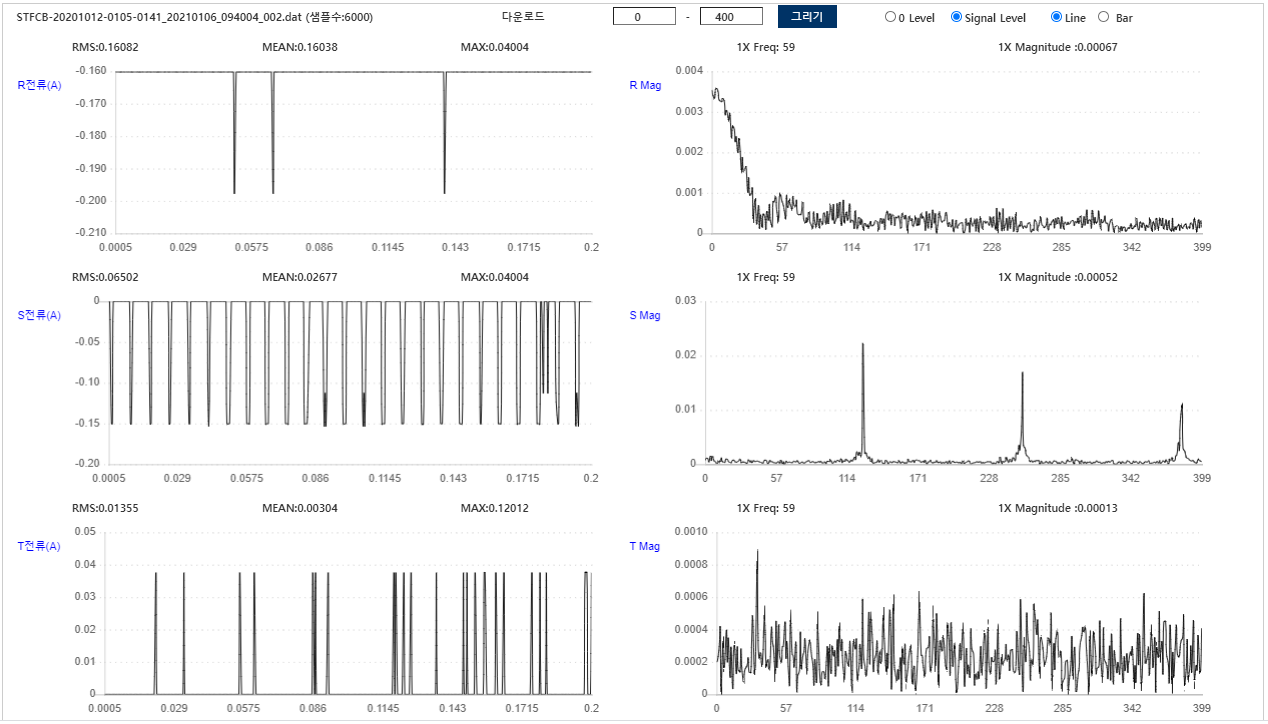 STFCB-20201012-0105-0141_20210106_094004_002.dat (샘플수:6000) 다운로드 0 - 400 그리기 0 Level Signal Level Line Bar
RMS:0.16082 MEAN:0.16038 MAX:0.04004 1X Freq: 59 1X Magnitude :0.00067
R전류(A)
-0.160
-0.170
-0.180
-0.190
-0.200
-0.210
0.0005 0.029 0.0575 0.086 0.1145 0.143 0.1715 0.2
R Mag
0.004
0.003
0.002
0.001
0
0 57 114 171 228 285 342 399
RMS:0.06502 MEAN:0.02677 MAX:0.04004 1X Freq: 59 1X Magnitude :0.00052
S전류(A)
0
-0.05
-0.10
-0.15
-0.20
0.0005 0.029 0.0575 0.086 0.1145 0.143 0.1715 0.2
S Mag
0.03
0.02
0.01
0
0 57 114 171 228 285 342 399
RMS:0.01355 MEAN:0.00304 MAX:0.12012 1X Freq: 59 1X Magnitude :0.00013
T전류(A)
0.05
0.04
0.03
0.02
0.01
0
0.0005 0.029 0.0575 0.086 0.1145 0.143 0.1715 0.2
T Mag
0.0010
0.0008
0.0006
0.0004
0.0002
0
0 57 114 171 228 285 342 399